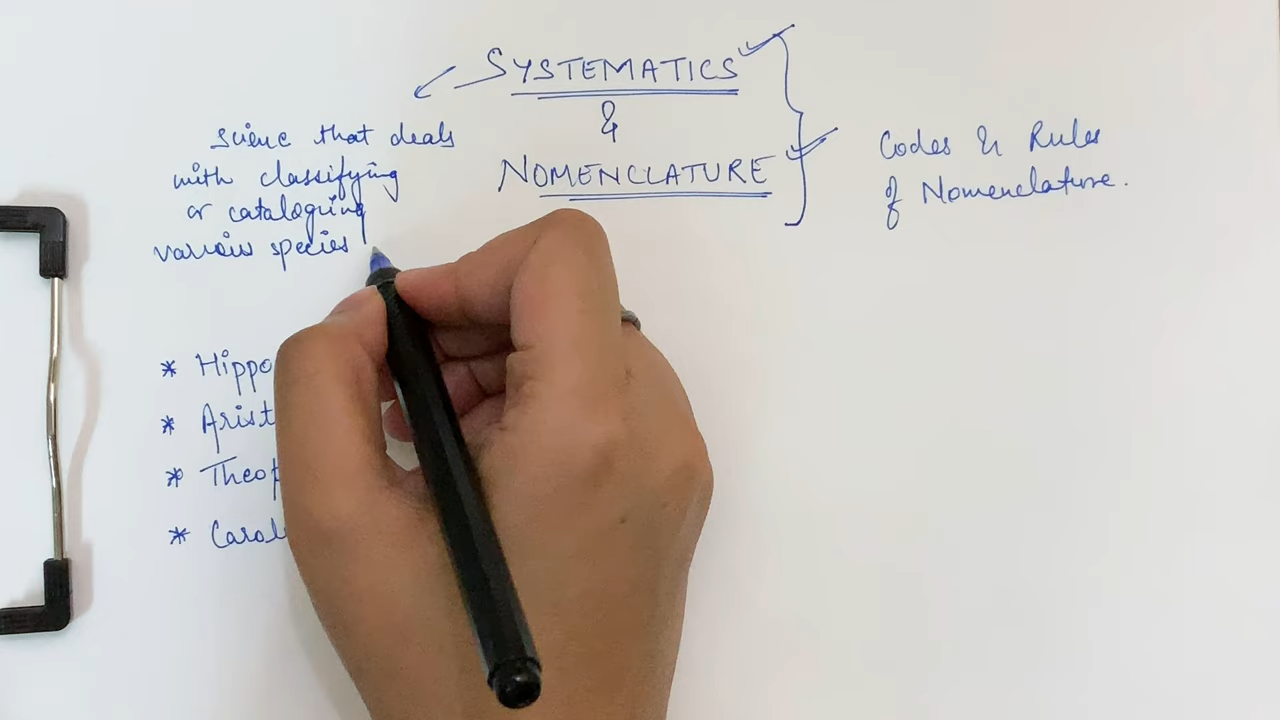 SYSTEMATICS
&
NOMENCLATURE
Science that deals
with classifying
or cataloguing
various species
Codes & Rules
of Nomenclature.
* Hippo
* Arist
* Theop
* Carol